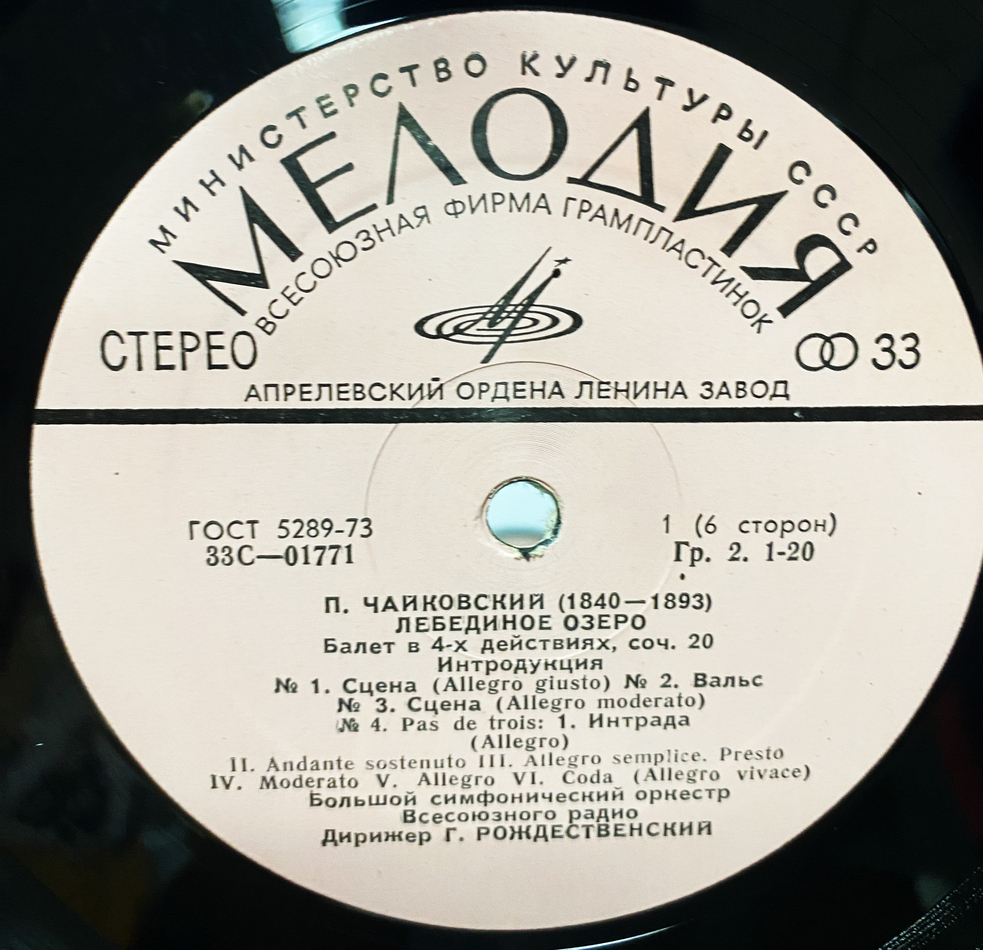 МИНИСТЕРСТВО КУЛЬТУРЫ СССР
МЕЛОДИЯ
ВСЕСОЮЗНАЯ ФИРМА ГРАМПЛАСТИНОК
СТЕРЕО
33
АПРЕЛЕВСКИЙ ОРДЕНА ЛЕНИНА ЗАВОД
ГОСТ 5289-73
33С—01771
1 (6 сторон)
Гр. 2. 1-20
П. ЧАЙКОВСКИЙ (1840—1893)
ЛЕБЕДИНОЕ ОЗЕРО
Балет в 4-х действиях, соч. 20
Интродукция
№ 1. Сцена (Allegro giusto) № 2. Вальс
№ 3. Сцена (Allegro moderato)
№ 4. Pas de trois: 1. Интрада
(Allegro)
II. Andante sostenuto III. Allegro semplice. Presto
IV. Moderato V. Allegro VI. Coda (Allegro vivace)
Большой симфонический оркестр
Всесоюзного радио
Дирижер Г. РОЖДЕСТВЕНСКИЙ